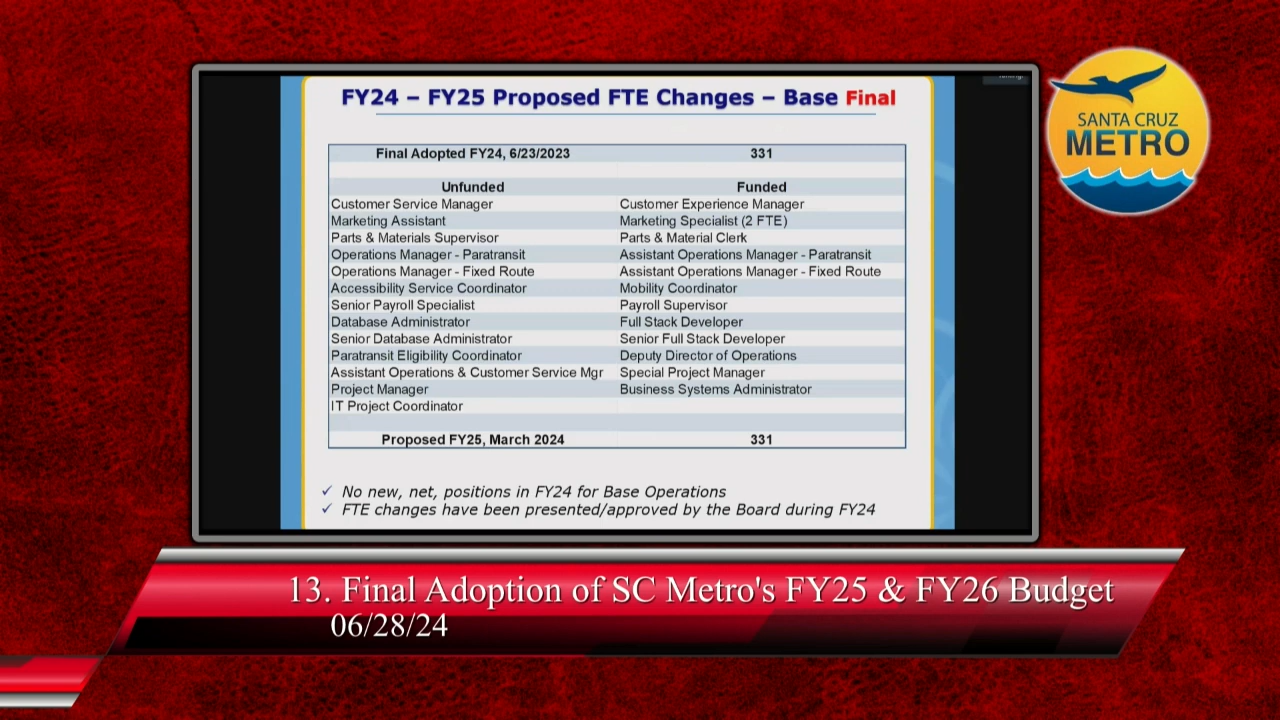 FY24 – FY25 Proposed FTE Changes – Base Final
Final Adopted FY24, 6/23/2023 331
Unfunded Funded
Customer Service Manager Customer Experience Manager
Marketing Assistant Marketing Specialist (2 FTE)
Parts & Materials Supervisor Parts & Material Clerk
Operations Manager - Paratransit Assistant Operations Manager - Paratransit
Operations Manager - Fixed Route Assistant Operations Manager - Fixed Route
Accessibility Service Coordinator Mobility Coordinator
Senior Payroll Specialist Payroll Supervisor
Database Administrator Full Stack Developer
Senior Database Administrator Senior Full Stack Developer
Paratransit Eligibility Coordinator Deputy Director of Operations
Assistant Operations & Customer Service Mgr Special Project Manager
Project Manager Business Systems Administrator
IT Project Coordinator
Proposed FY25, March 2024 331
✓ No new, net, positions in FY24 for Base Operations
✓ FTE changes have been presented/approved by the Board during FY24
SANTA CRUZ
METRO
13. Final Adoption of SC Metro's FY25 & FY26 Budget
06/28/24